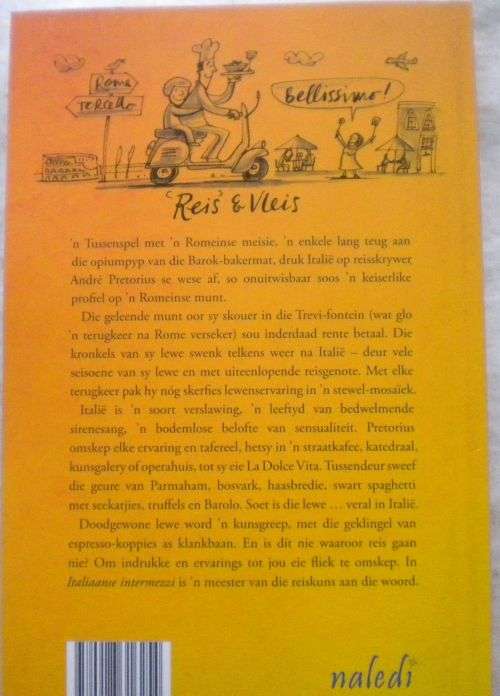 Roma
Torcello
Bellissimo!
'Reis' & Vleis
'n Tussenspel met 'n Romeinse meisie, 'n enkele lang teug aan
die opiumpyp van die Barok-bakermat, druk Italië op reisskrywer
André Pretorius se wese af, so onuitwisbaar soos 'n keiserlike
profiel op 'n Romeinse munt.
Die geleende munt oor sy skouer in die Trevi-fontein (wat glo
'n terugkeer na Rome verseker) sou inderdaad rente betaal. Die
kronkels van sy lewe swenk telkens weer na Italië – deur vele
seisoene van sy lewe en met uiteenlopende reisgenote. Met elke
terugkeer pak hy nóg skerfies lewenservaring in 'n stewel-mosaïek.
Italië is 'n soort verslawing, 'n leeftyd van bedwelmende
sirenesang, 'n bodemlose belofte van sensualiteit. Pretorius
omskep elke ervaring en tafereel, hetsy in 'n straatkafee, katedraal,
kunsgalery of operahuis, tot sy eie La Dolce Vita. Tussendeur sweef
die geure van Parmaham, bosvark, haasbredie, swart spaghetti
met seekatjies, truffels en Barolo. Soet is die lewe … veral in Italië.
Doodgewone lewe word 'n kunsgreep, met die geklingel van
espresso-koppies as klankbaan. En is dit nie waaroor reis gaan
nie? Om indrukke en ervarings tot jou eie fliek te omskep. In
Italiaanse intermezzi is 'n meester van die reiskuns aan die woord.
naledi